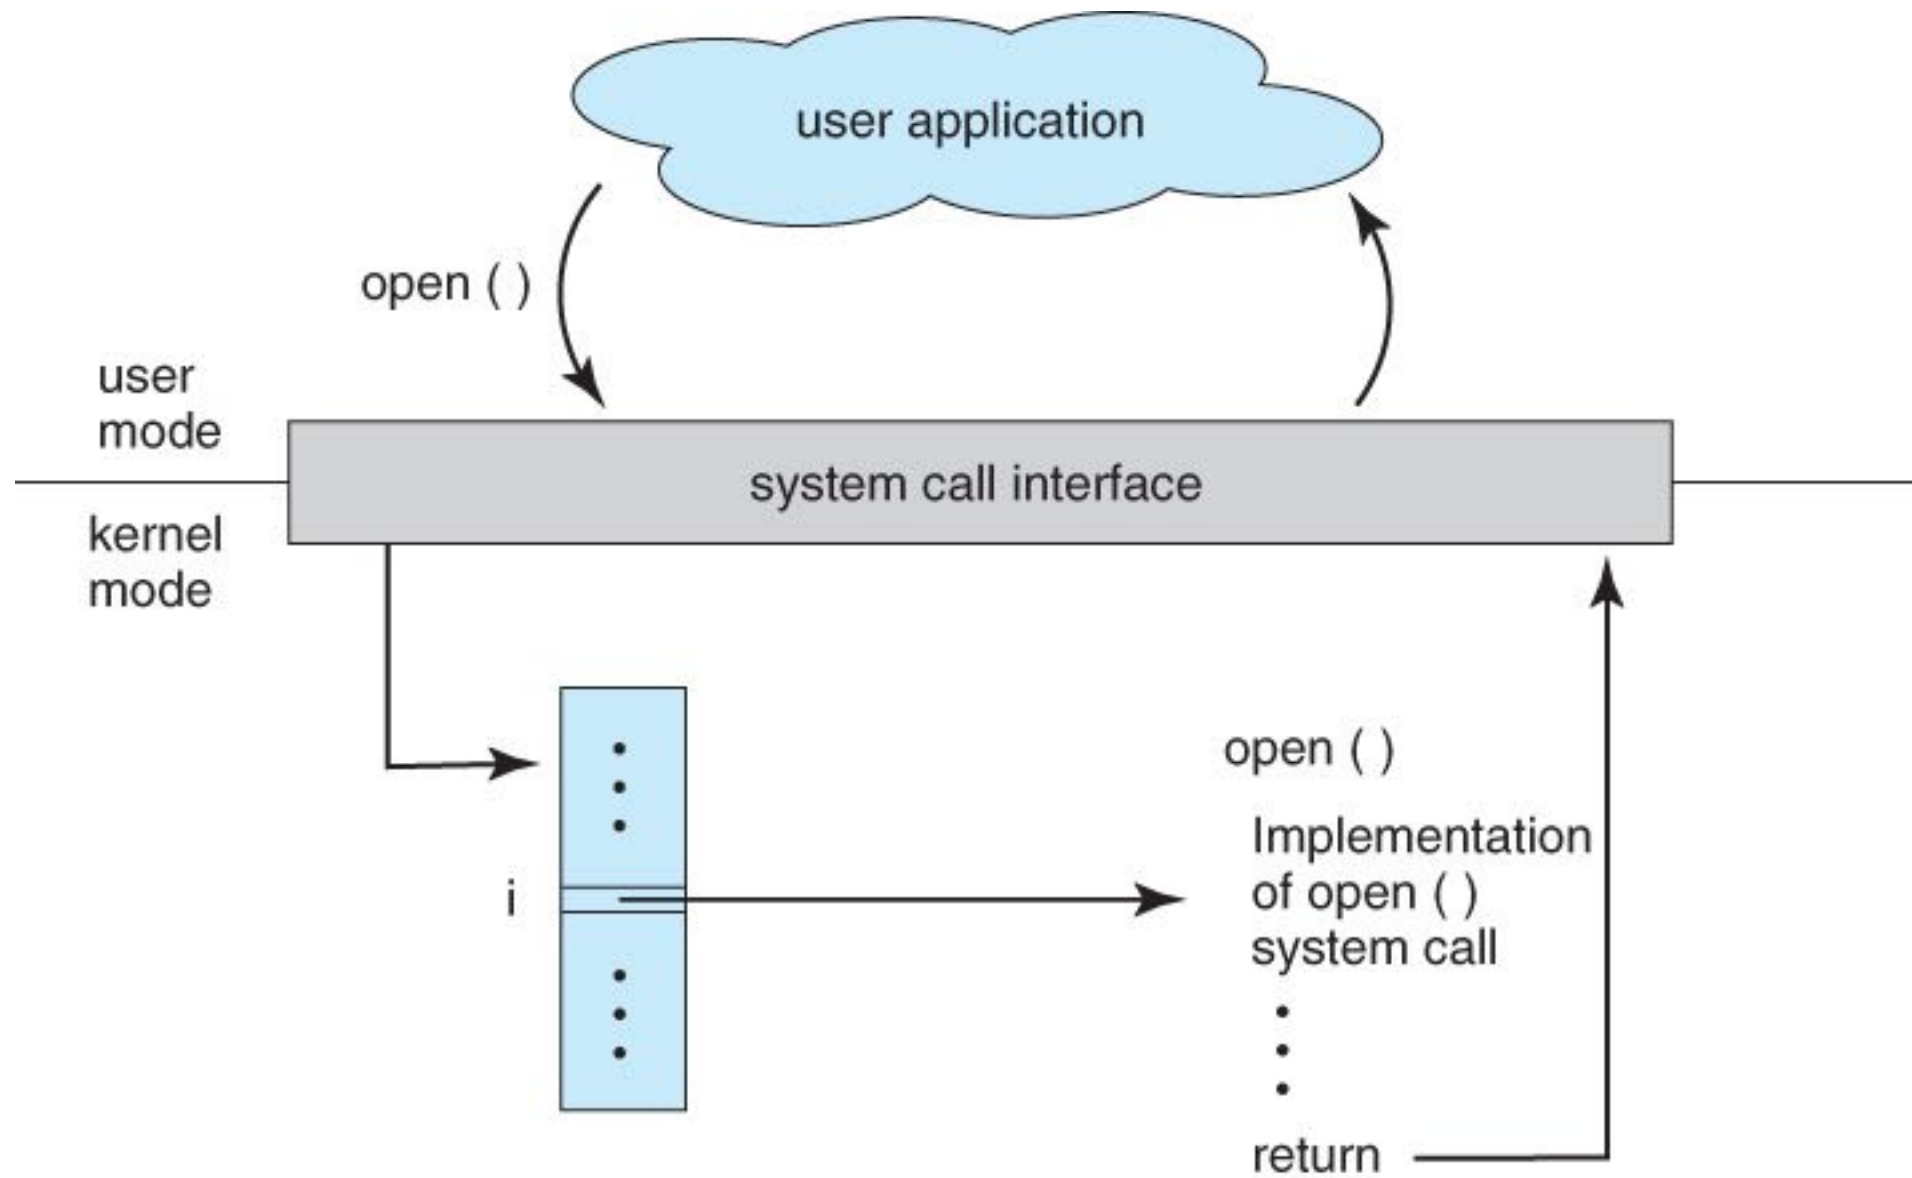 user application
open ( )
user
mode
system call interface
kernel
mode
open ( )
Implementation
of open ( )
system call
i
return